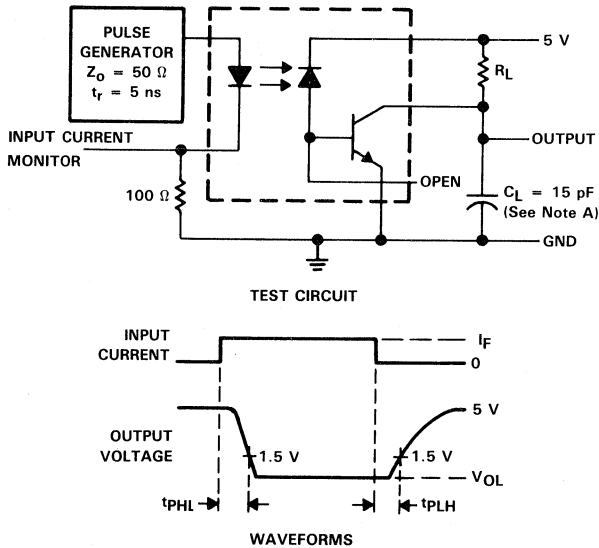 PULSE
GENERATOR
Zo = 50 Ω
tr = 5 ns
5 V
RL
INPUT CURRENT
MONITOR
OUTPUT
100 Ω
OPEN
CL = 15 pF
(See Note A)
GND
TEST CIRCUIT
INPUT
CURRENT
IF
0
OUTPUT
VOLTAGE
5 V
1.5 V
1.5 V
VOL
tPHL
tPLH
WAVEFORMS